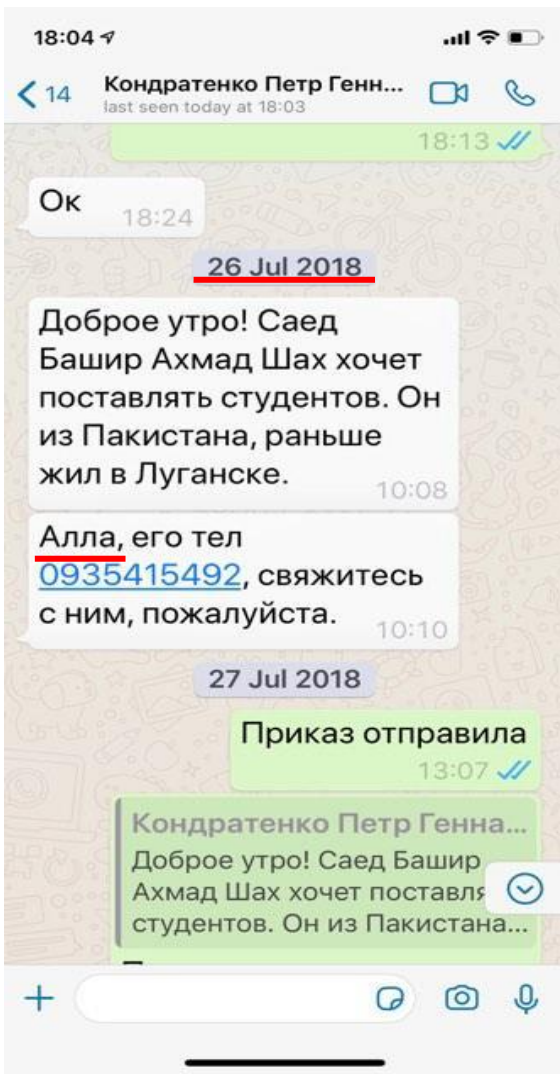 18:04
14 Кондратенко Петр Генн...
last seen today at 18:03
18:13
Ок
18:24
26 Jul 2018
Доброе утро! Саед
Башир Ахмад Шах хочет
поставлять студентов. Он
из Пакистана, раньше
жил в Луганске.
10:08
Алла, его тел
0935415492, свяжитесь
с ним, пожалуйста.
10:10
27 Jul 2018
Приказ отправила
13:07
Кондратенко Петр Генна...
Доброе утро! Саед Башир
Ахмад Шах хочет поставля
студентов. Он из Пакистана...